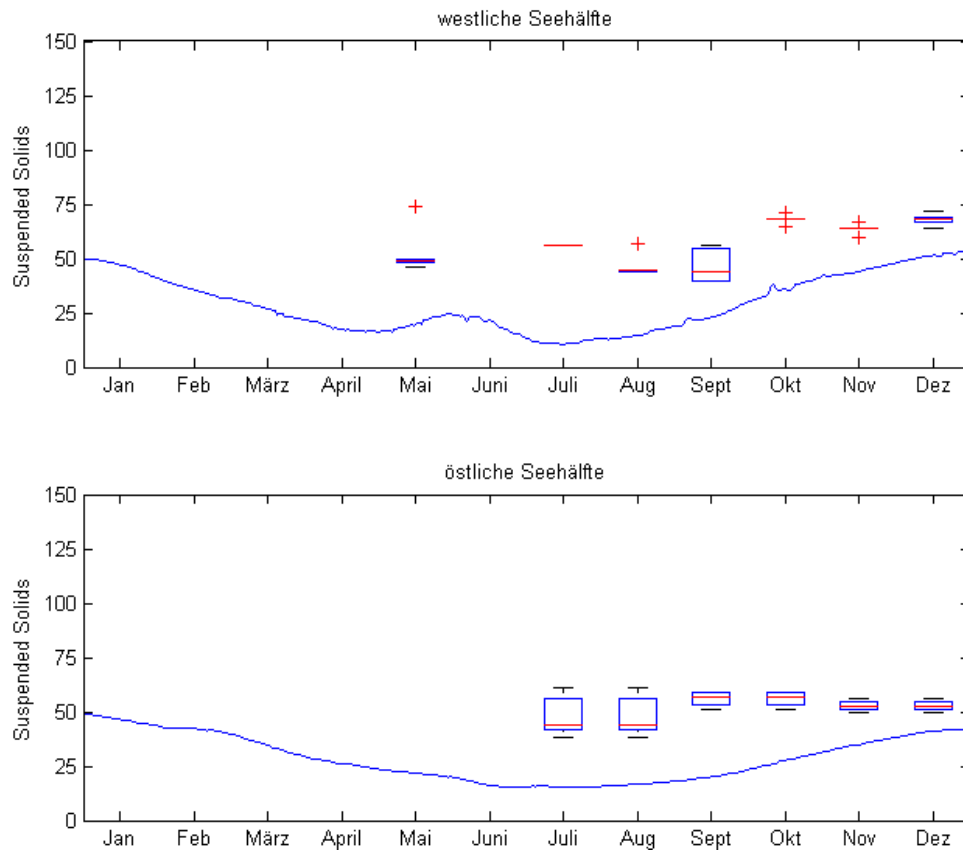 westliche Seehälfte
150
125
100
75
50
25
0
Suspended Solids
Jan Feb März April Mai Juni Juli Aug Sept Okt Nov Dez
östliche Seehälfte
150
125
100
75
50
25
0
Suspended Solids
Jan Feb März April Mai Juni Juli Aug Sept Okt Nov Dez